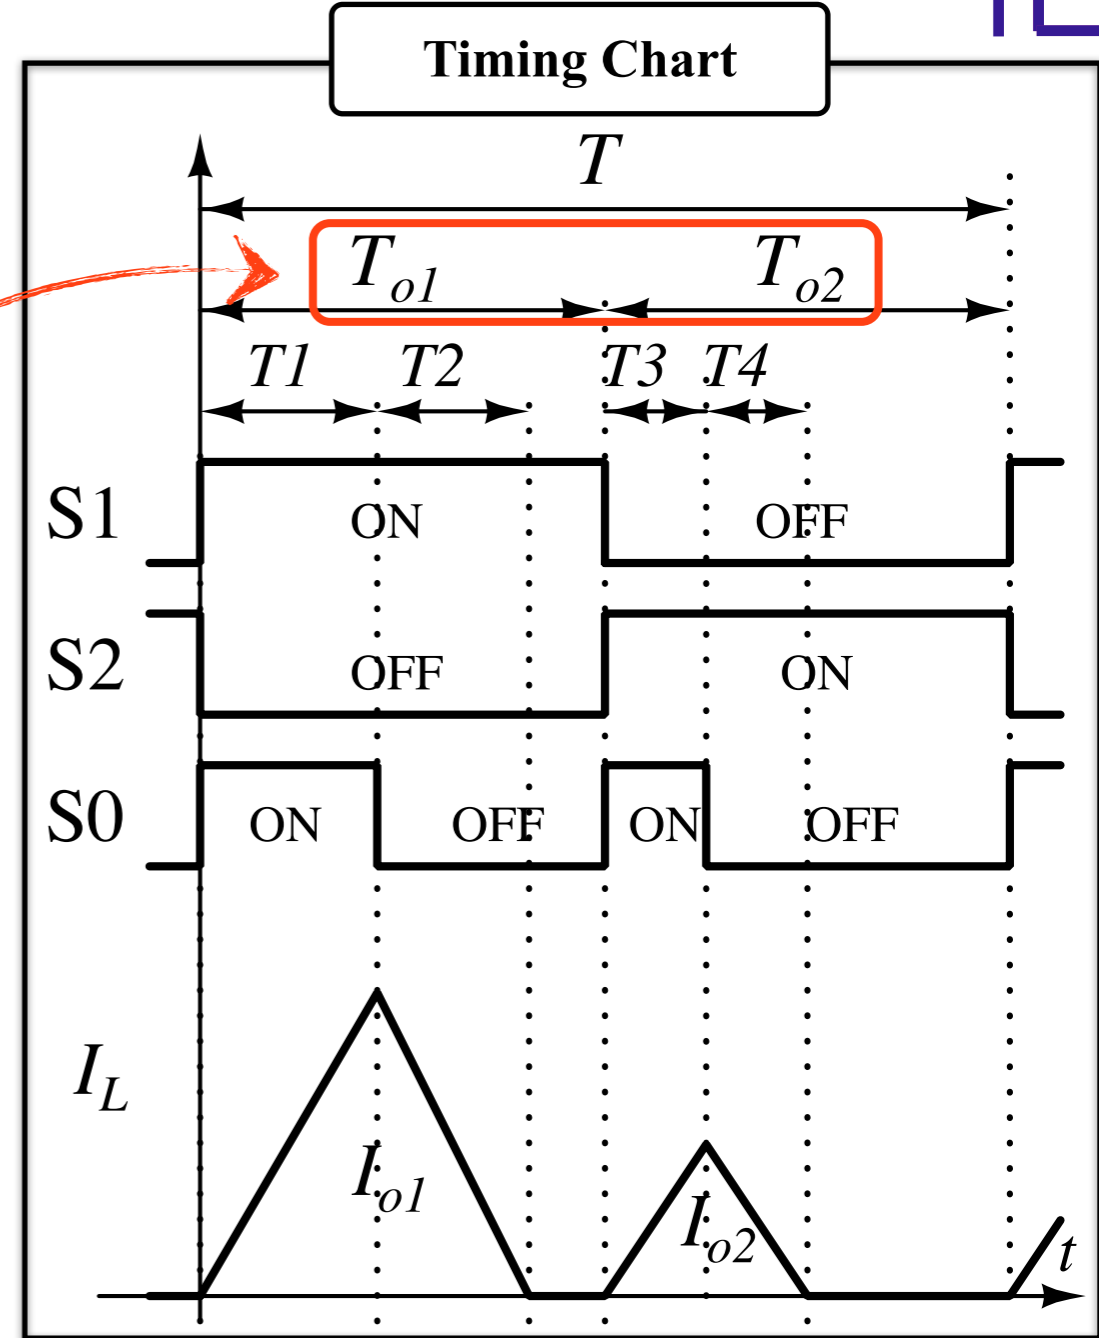 Timing Chart
T
To1 To2
T1 T2 T3 T4
S1 ON OFF
S2 OFF ON
S0 ON OFF ON OFF
IL
Io1
Io2
t